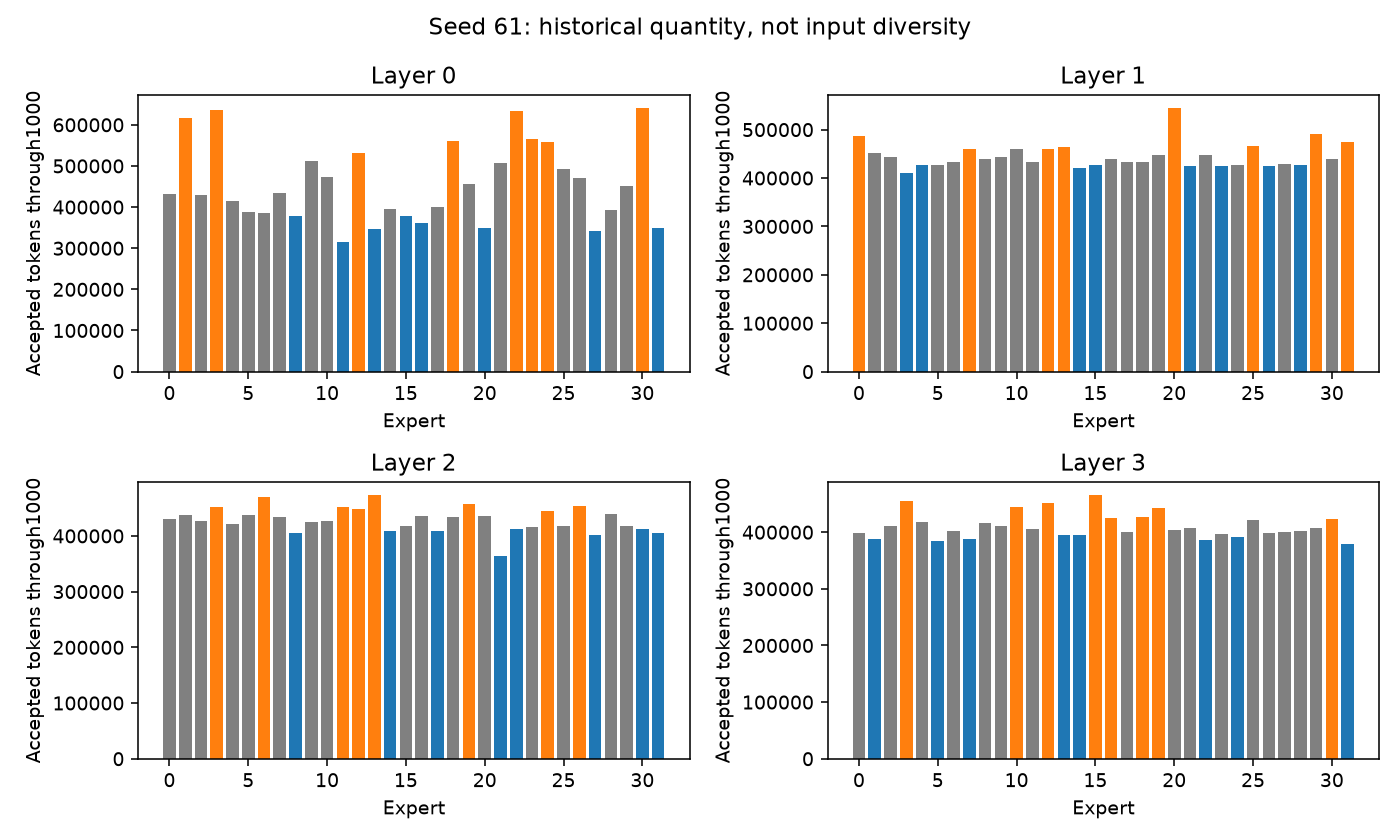 Seed 61: historical quantity, not input diversity
Layer 0
Accepted tokens through1000
600000
500000
400000
300000
200000
100000
0
0 5 10 15 20 25 30
Expert
Layer 1
Accepted tokens through1000
500000
400000
300000
200000
100000
0
0 5 10 15 20 25 30
Expert
Layer 2
Accepted tokens through1000
400000
300000
200000
100000
0
0 5 10 15 20 25 30
Expert
Layer 3
Accepted tokens through1000
400000
300000
200000
100000
0
0 5 10 15 20 25 30
Expert